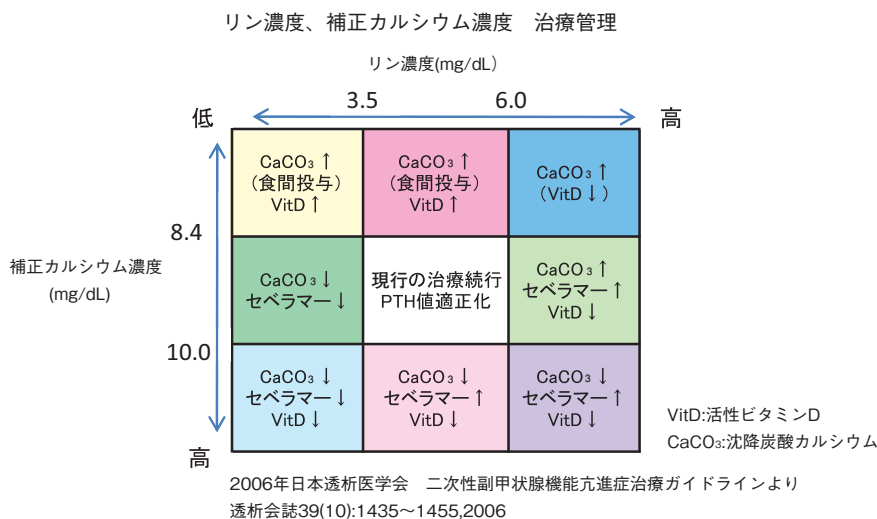 リン濃度、補正カルシウム濃度　治療管理
リン濃度(mg/dL)
3.5
6.0
低
高
CaCO₃↑
（食間投与）
VitD↑
CaCO₃↑
（食間投与）
VitD↑
CaCO₃↑
（VitD↓）
8.4
補正カルシウム濃度
(mg/dL)
CaCO₃↓
セベラマー↓
現行の治療続行
PTH値適正化
CaCO₃↑
セベラマー↑
VitD↓
10.0
CaCO₃↓
セベラマー↓
VitD↓
CaCO₃↓
セベラマー↑
VitD↓
CaCO₃↓
セベラマー↑
VitD↓
高
VitD:活性ビタミンD
CaCO₃:沈降炭酸カルシウム
2006年日本透析医学会　二次性副甲状腺機能亢進症治療ガイドラインより
透析会誌39(10):1435〜1455,2006